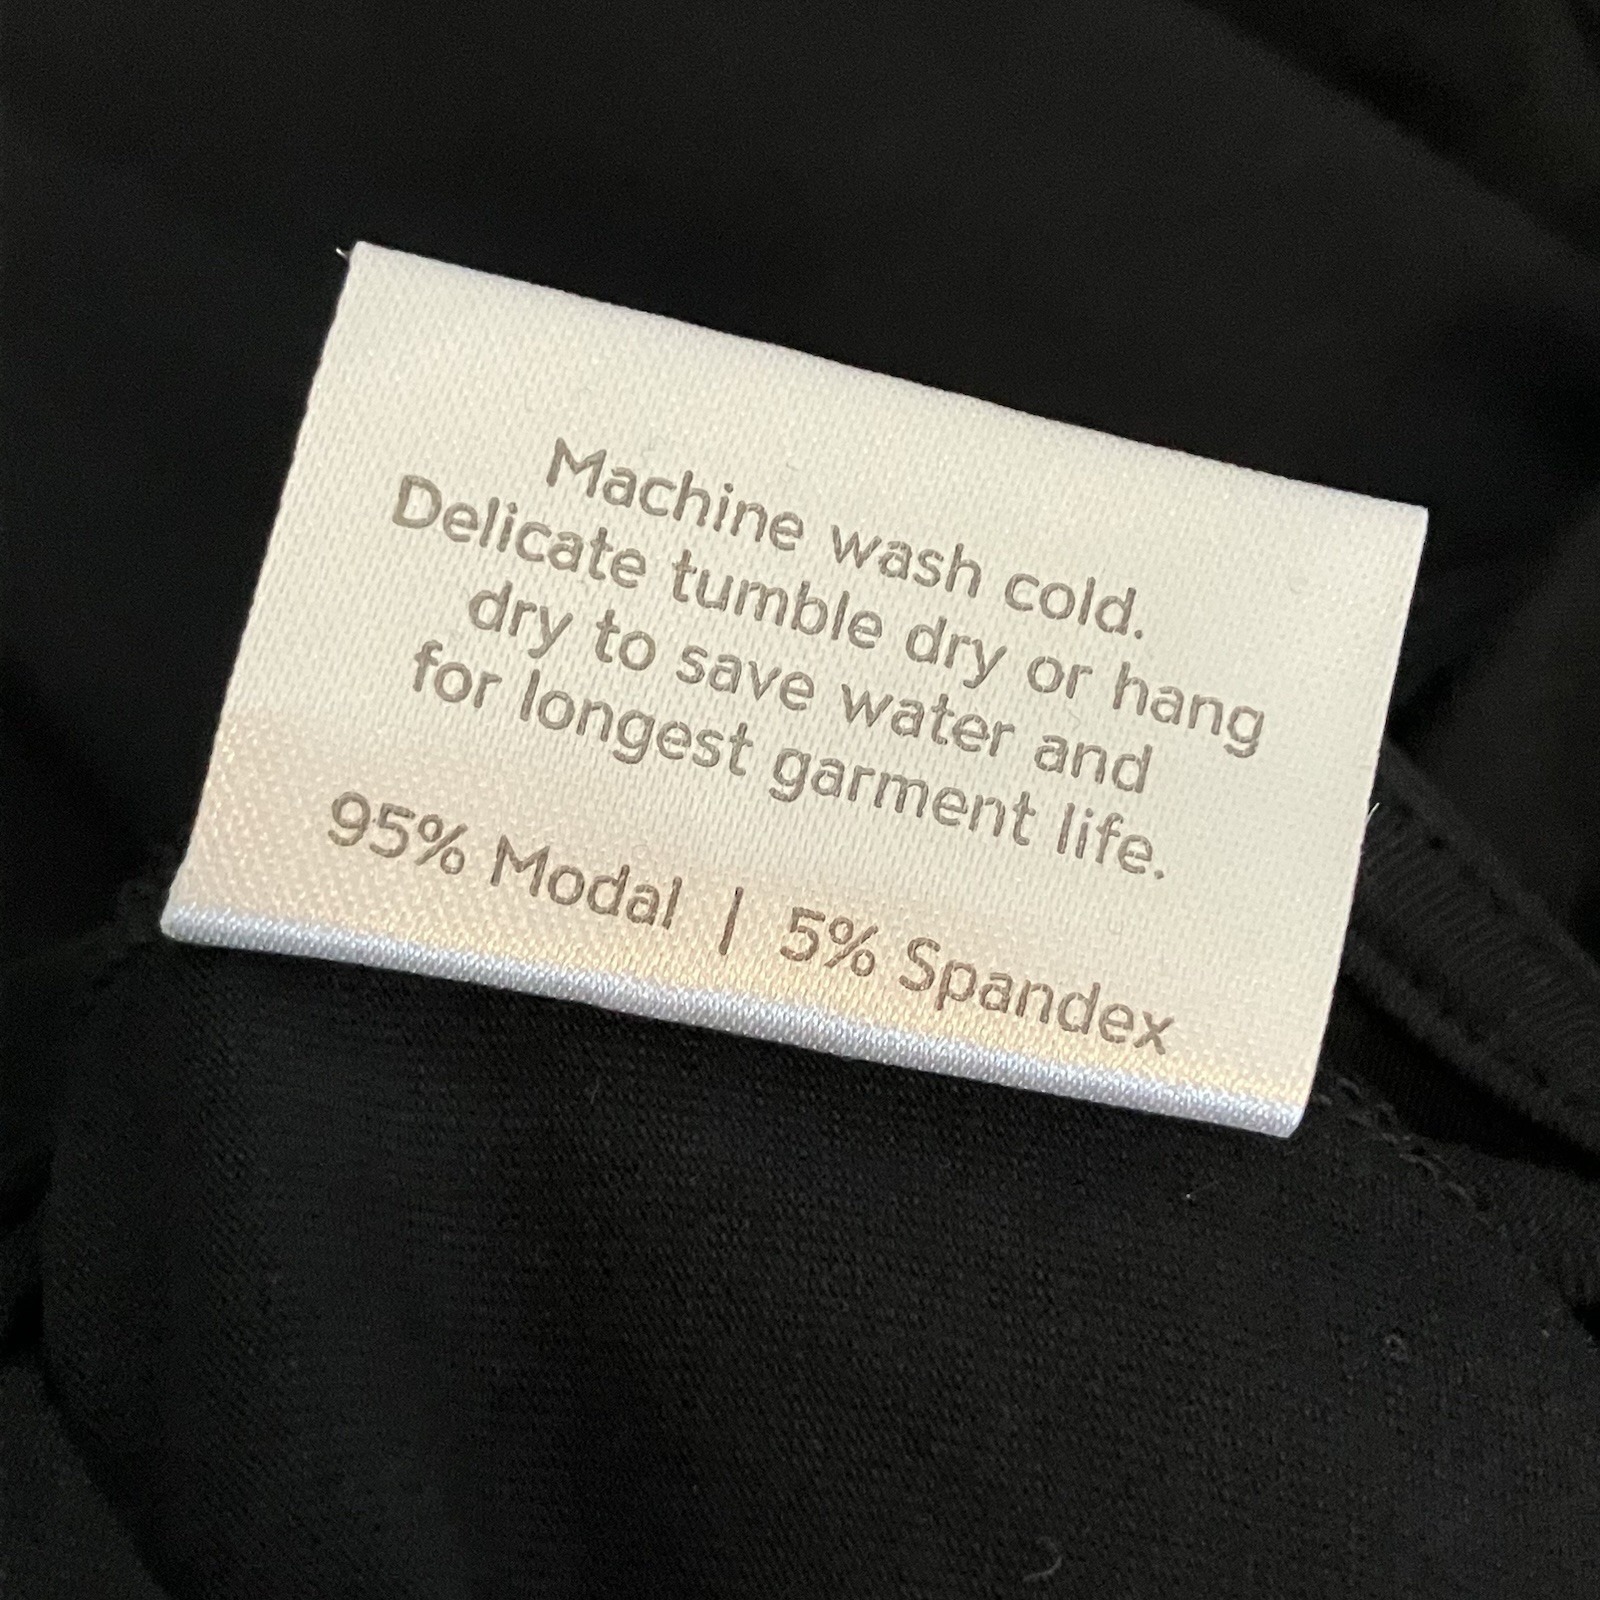 Machine wash cold.
Delicate tumble dry or hang
dry to save water and
for longest garment life.
95% Modal | 5% Spandex